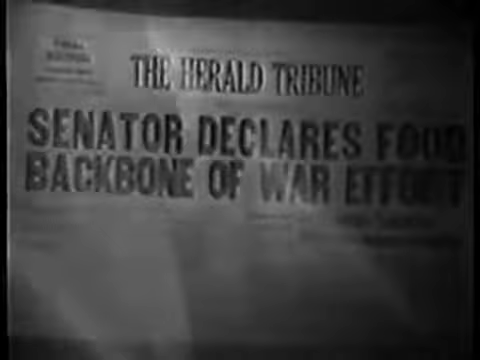 THE HERALD TRIBUNE
SENATOR DECLARES FOOD
BACKBONE OF WAR EFFORT